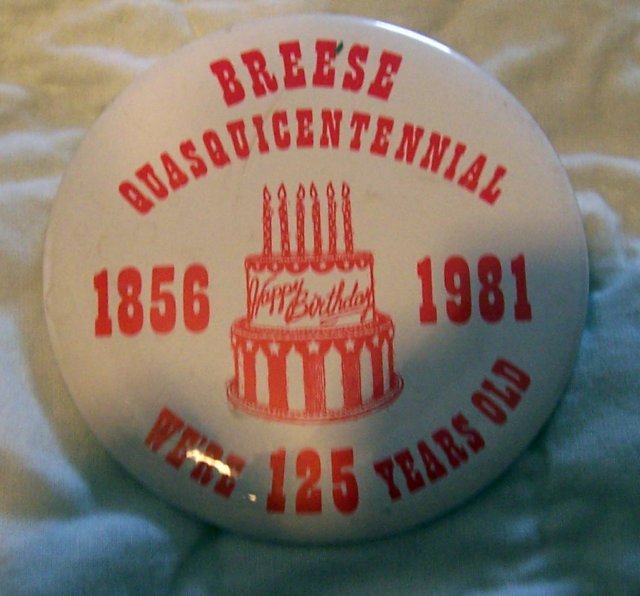 BREESE
QUASQUICENTENNIAL
1856
Happy
Birthday
1981
WE'RE 125 YEARS OLD